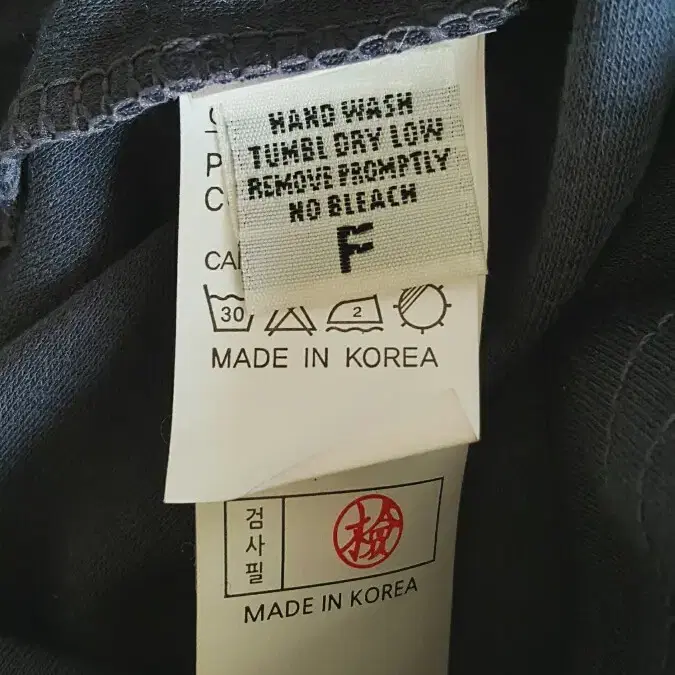 HAND WASH
TUMBL DRY LOW
REMOVE PROMPTLY
NO BLEACH
F
30
2
MADE IN KOREA
검사필
檢
MADE IN KOREA